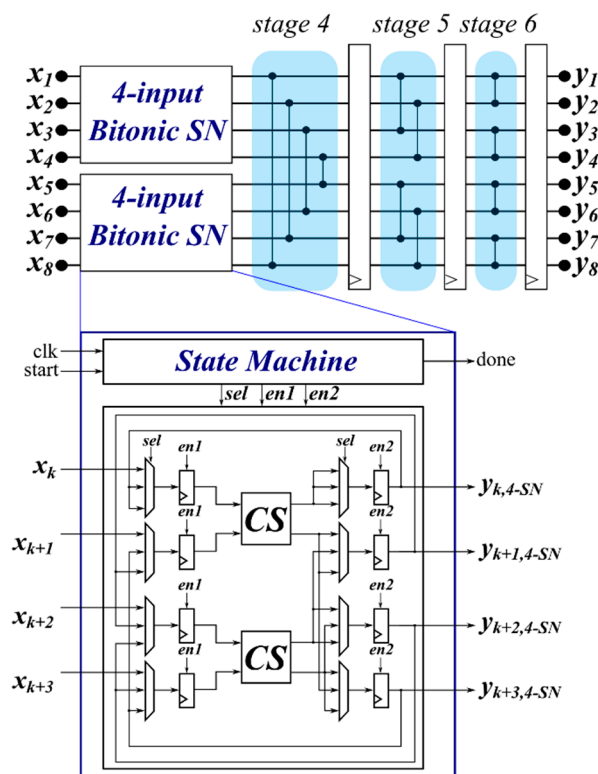 stage 4 stage 5 stage 6
x1 y1
4-input
x2 y2
Bitonic SN
x3 y3
x4 y4
x5 y5
4-input
x6 y6
Bitonic SN
x7 y7
x8 y8
clk
State Machine
done
start
sel en1 en2
sel en1 sel en2
xk
yk,4-SN
CS
en1 en2
xk+1
yk+1,4-SN
en1 en2
xk+2
yk+2,4-SN
CS
en1 en2
xk+3
yk+3,4-SN